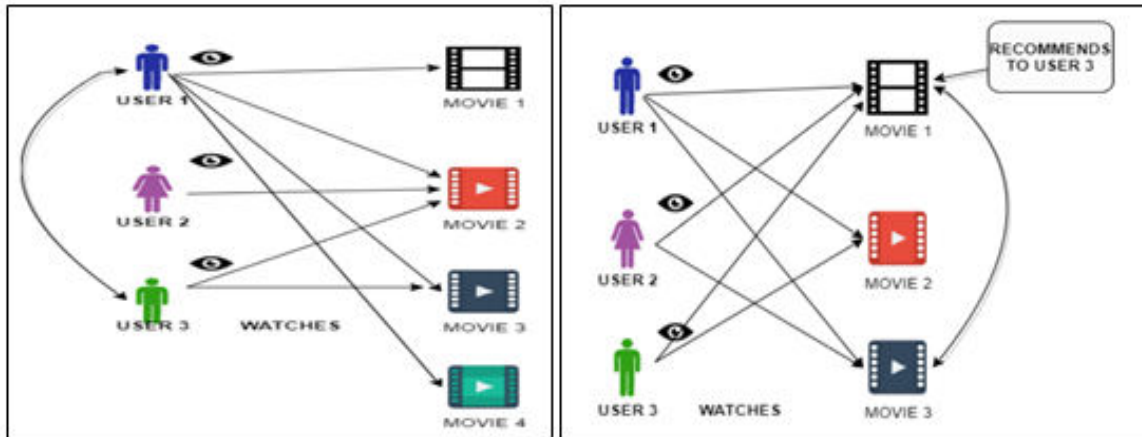 USER 1
MOVIE 1
USER 2
MOVIE 2
USER 3
WATCHES
MOVIE 3
MOVIE 4
RECOMMENDS
TO USER 3
USER 1
MOVIE 1
USER 2
MOVIE 2
USER 3
WATCHES
MOVIE 3